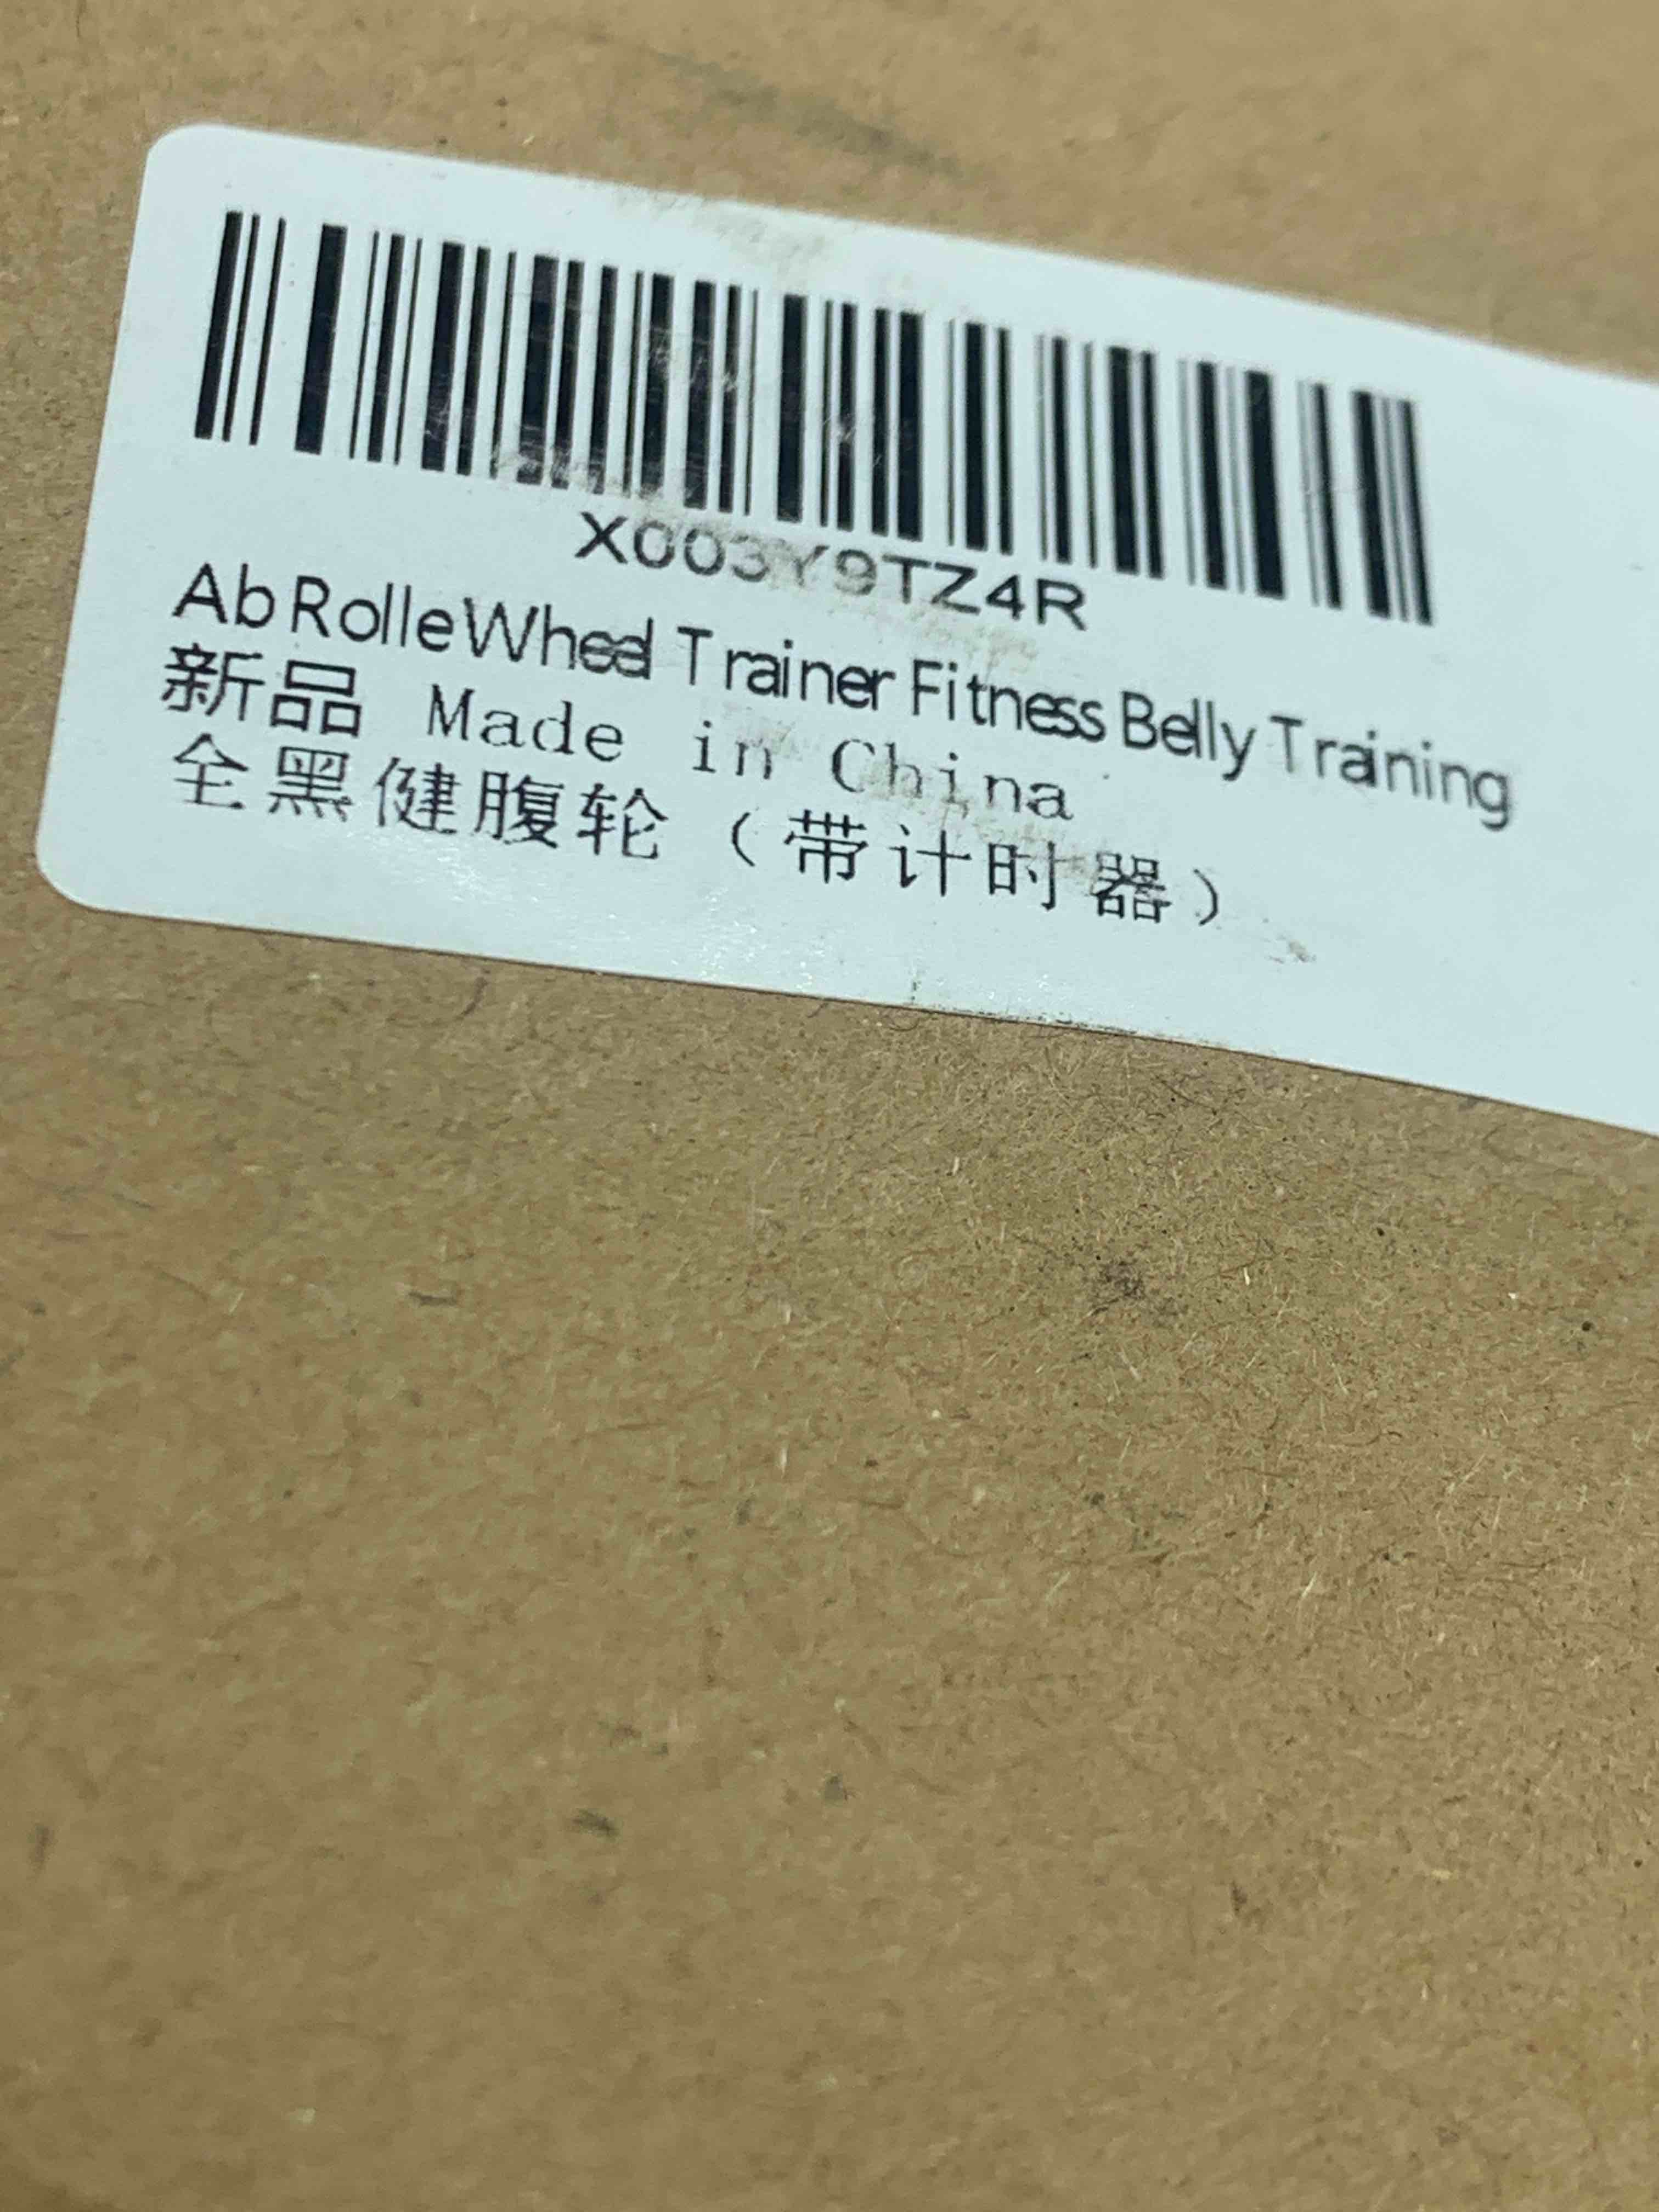 X003Y9TZ4R
Ab Rolle Wheel Trainer Fitness Belly Training
新品 Made in China
全黑健腹轮（带计时器）